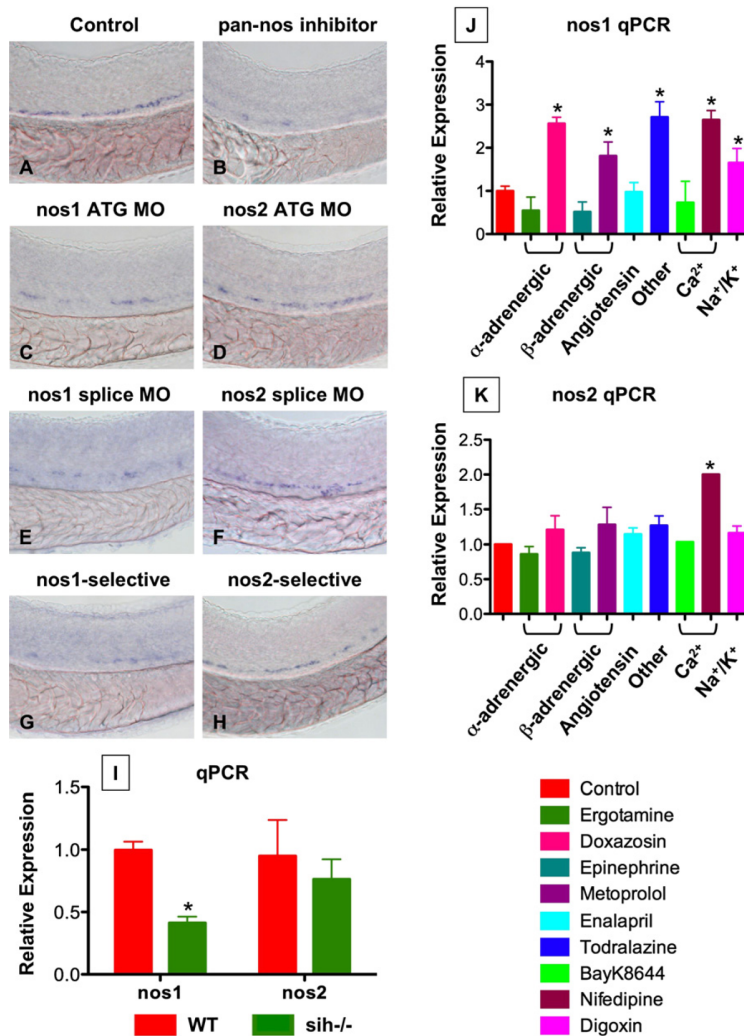 Control
pan-nos inhibitor
A
B
nos1 ATG MO
nos2 ATG MO
C
D
nos1 splice MO
nos2 splice MO
E
F
nos1-selective
nos2-selective
G
H
I
qPCR
Relative Expression
1.5
1.0
0.5
0.0
*
nos1
nos2
WT
sih-/-
J
nos1 qPCR
Relative Expression
4
3
2
1
0
*
*
*
*
*
α-adrenergic
β-adrenergic
Angiotensin
Other
Ca²⁺
Na⁺/K⁺
K
nos2 qPCR
Relative Expression
2.5
2.0
1.5
1.0
0.5
0.0
*
α-adrenergic
β-adrenergic
Angiotensin
Other
Ca²⁺
Na⁺/K⁺
Control
Ergotamine
Doxazosin
Epinephrine
Metoprolol
Enalapril
Todralazine
BayK8644
Nifedipine
Digoxin